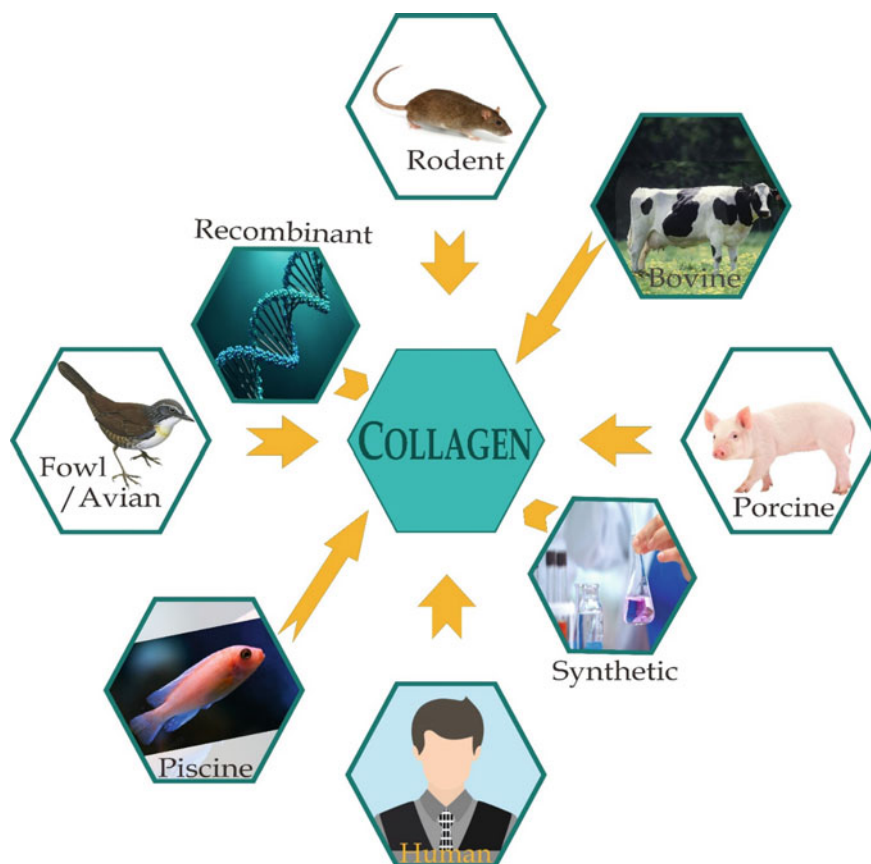 Rodent
Recombinant
Bovine
Fowl
/Avian
COLLAGEN
Porcine
Synthetic
Piscine
Human